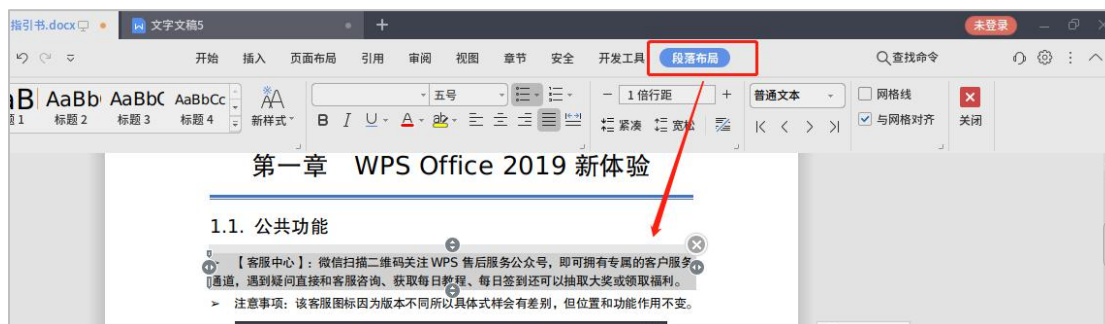 指引书.docx W 文字文稿5 + 未登录
开始 插入 页面布局 引用 审阅 视图 章节 安全 开发工具 段落布局 查找命令
AaBb AaBbC AaBbCc 五号 1 倍行距 普通文本 网格线
标题 2 标题 3 标题 4 新样式 B I U A 紧凑 宽松 与网格对齐 关闭
第一章 WPS Office 2019 新体验
1.1. 公共功能
【客服中心】：微信扫描二维码关注 WPS 售后服务公众号，即可拥有专属的客户服务
通道，遇到疑问直接和客服咨询、获取每日教程、每日签到还可以抽取大奖或领取福利。
➢ 注意事项：该客服图标因为版本不同所以具体式样会有差别，但位置和功能作用不变。